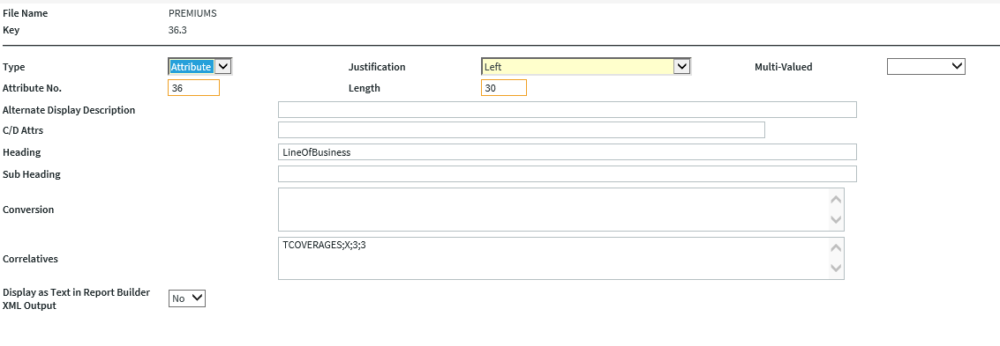 File Name PREMIUMS
Key 36.3
Type Attribute Justification Left Multi-Valued
Attribute No. 36 Length 30
Alternate Display Description
C/D Attrs
Heading LineOfBusiness
Sub Heading
Conversion
Correlatives TCOVERAGES;X;3;3
Display as Text in Report Builder
XML Output No